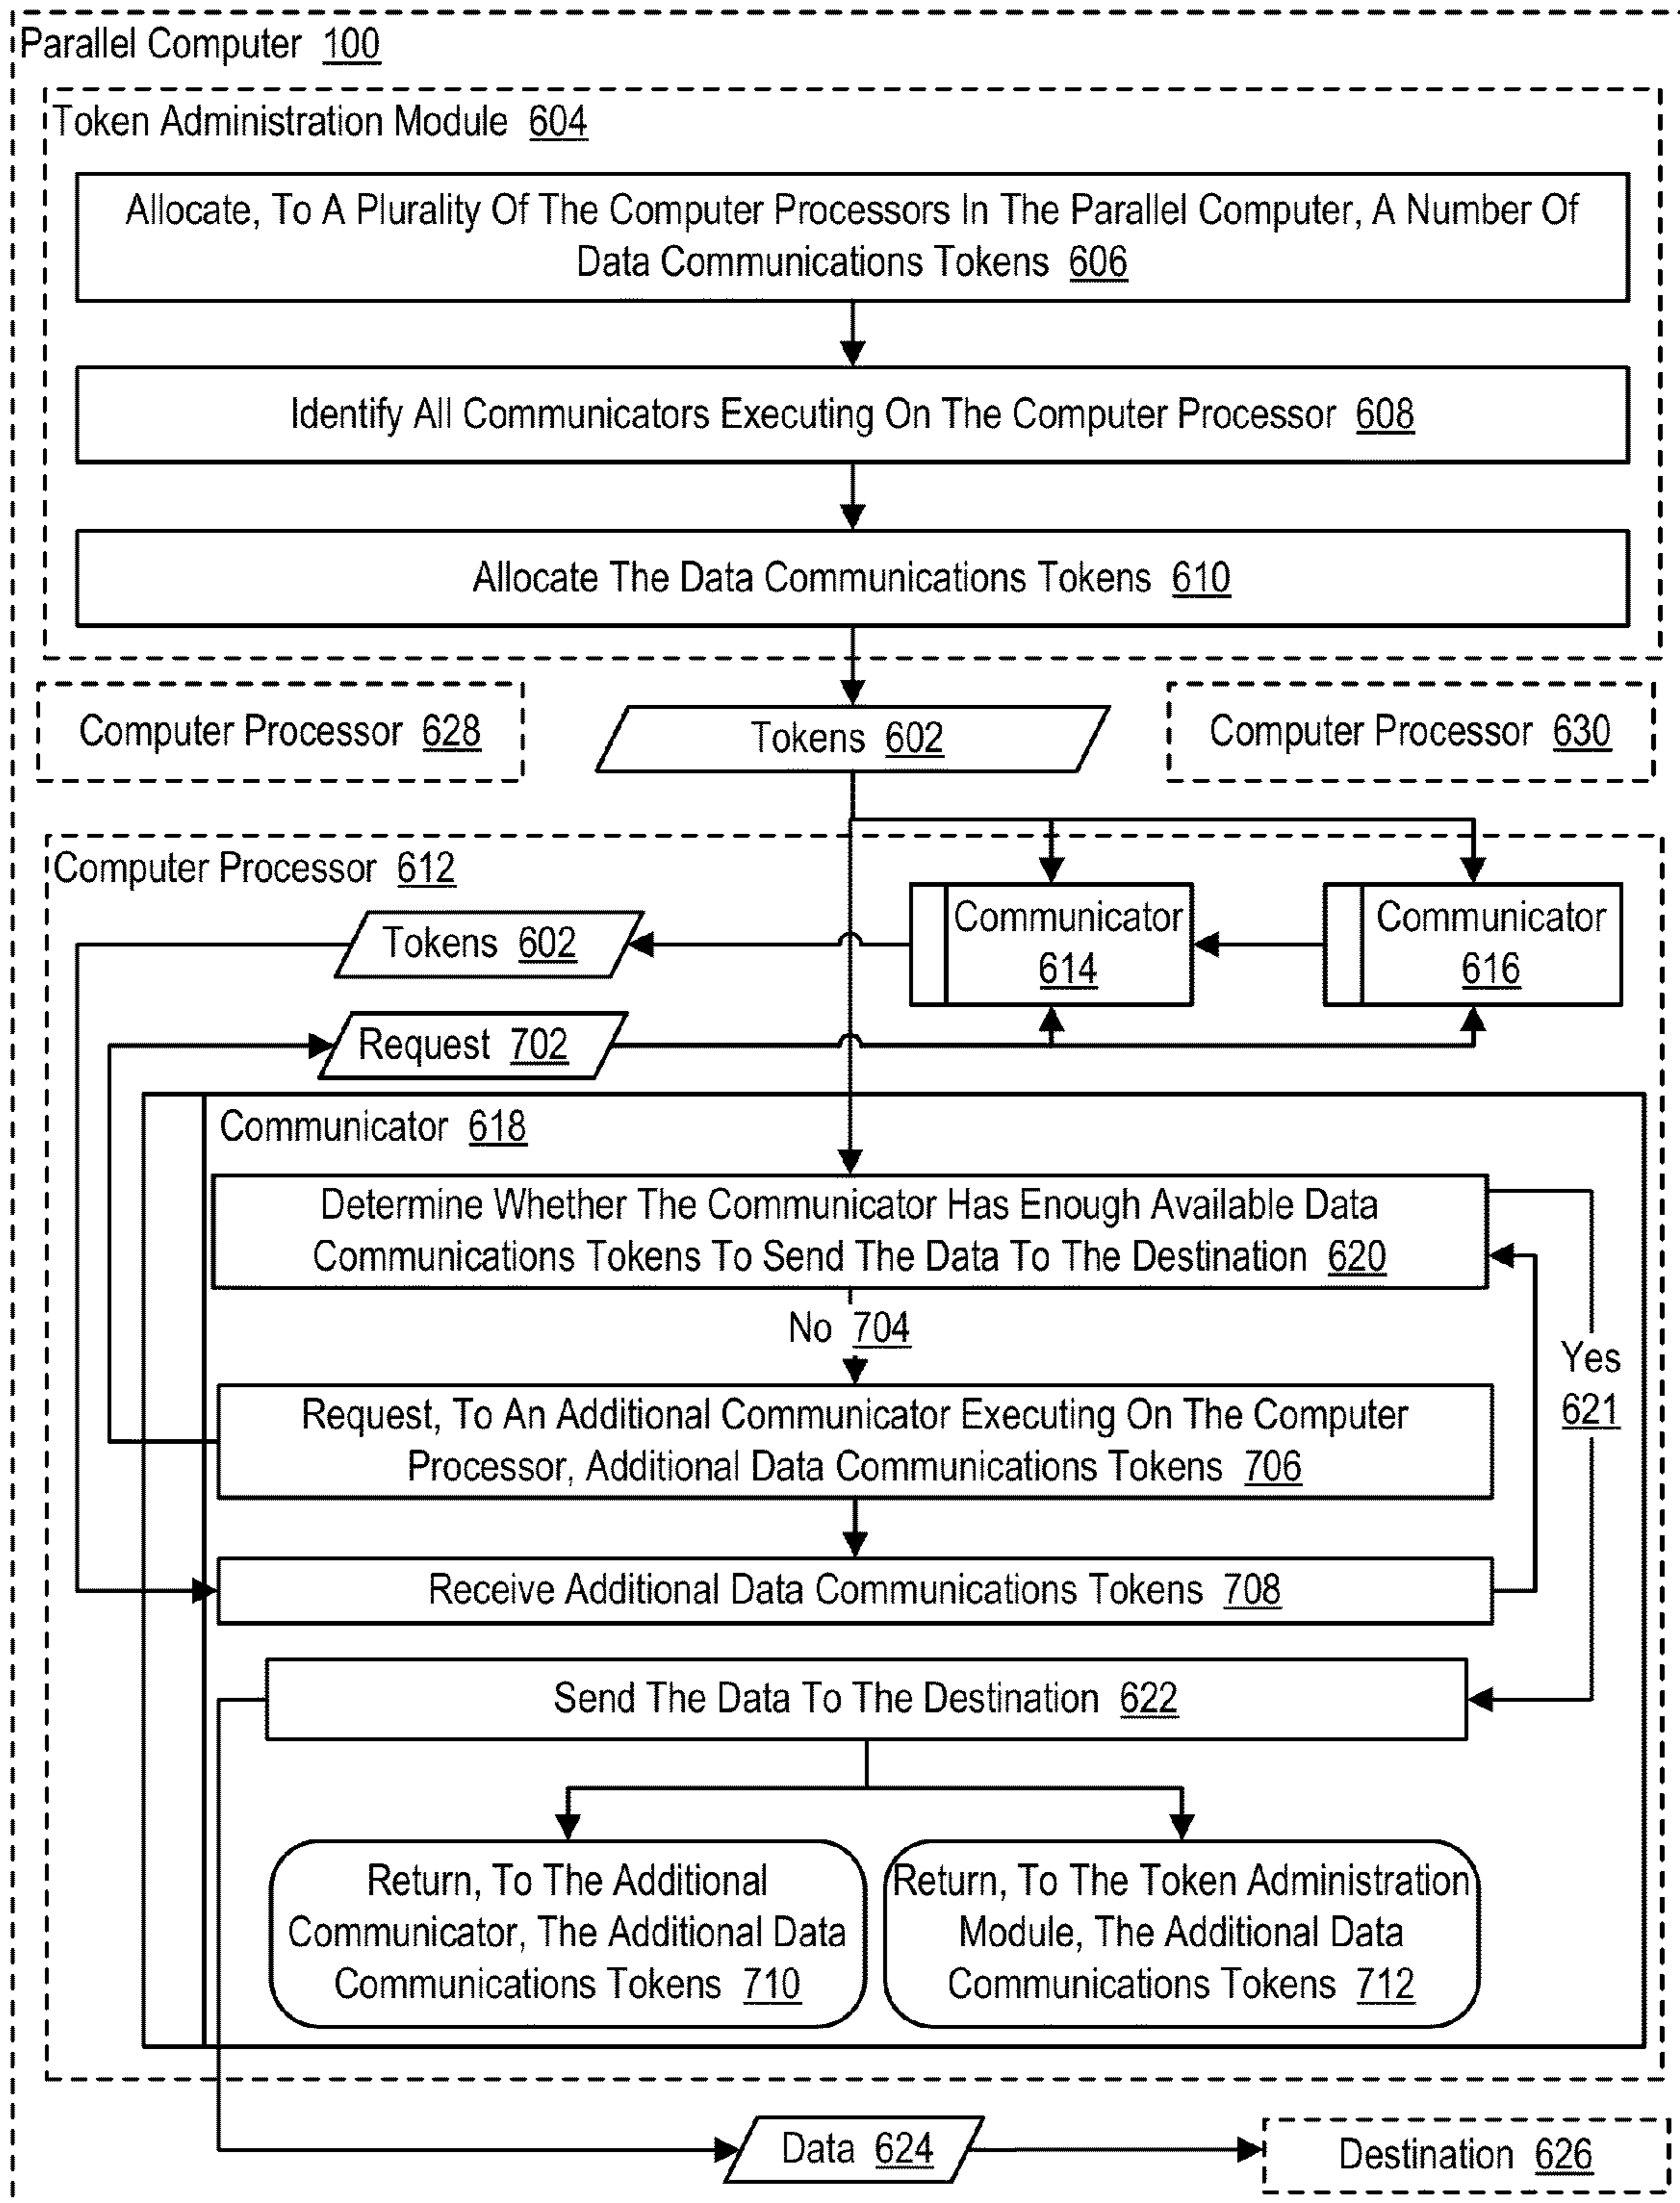 Parallel Computer 100
Token Administration Module 604
Allocate, To A Plurality Of The Computer Processors In The Parallel Computer, A Number Of
Data Communications Tokens 606
Identify All Communicators Executing On The Computer Processor 608
Allocate The Data Communications Tokens 610
Computer Processor 628
Tokens 602
Computer Processor 630
Computer Processor 612
Tokens 602
Communicator
614
Communicator
616
Request 702
Communicator 618
Determine Whether The Communicator Has Enough Available Data
Communications Tokens To Send The Data To The Destination 620
No 704
Yes
621
Request, To An Additional Communicator Executing On The Computer
Processor, Additional Data Communications Tokens 706
Receive Additional Data Communications Tokens 708
Send The Data To The Destination 622
Return, To The Additional
Communicator, The Additional Data
Communications Tokens 710
Return, To The Token Administration
Module, The Additional Data
Communications Tokens 712
Data 624
Destination 626